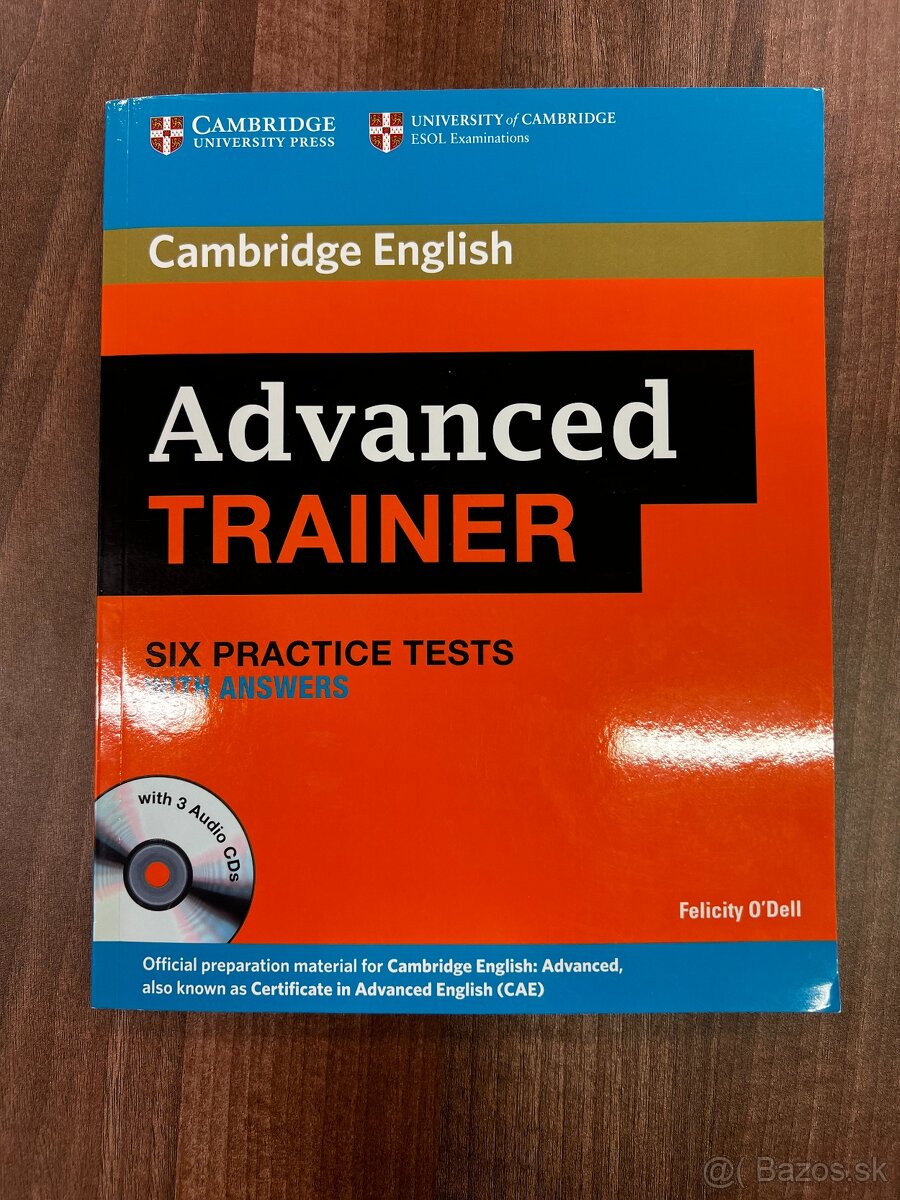 CAMBRIDGE
UNIVERSITY PRESS
UNIVERSITY of CAMBRIDGE
ESOL Examinations
Cambridge English
Advanced
TRAINER
SIX PRACTICE TESTS
WITH ANSWERS
with 3 Audio CDs
Felicity O'Dell
Official preparation material for Cambridge English: Advanced,
also known as Certificate in Advanced English (CAE)
@( Bazos.sk